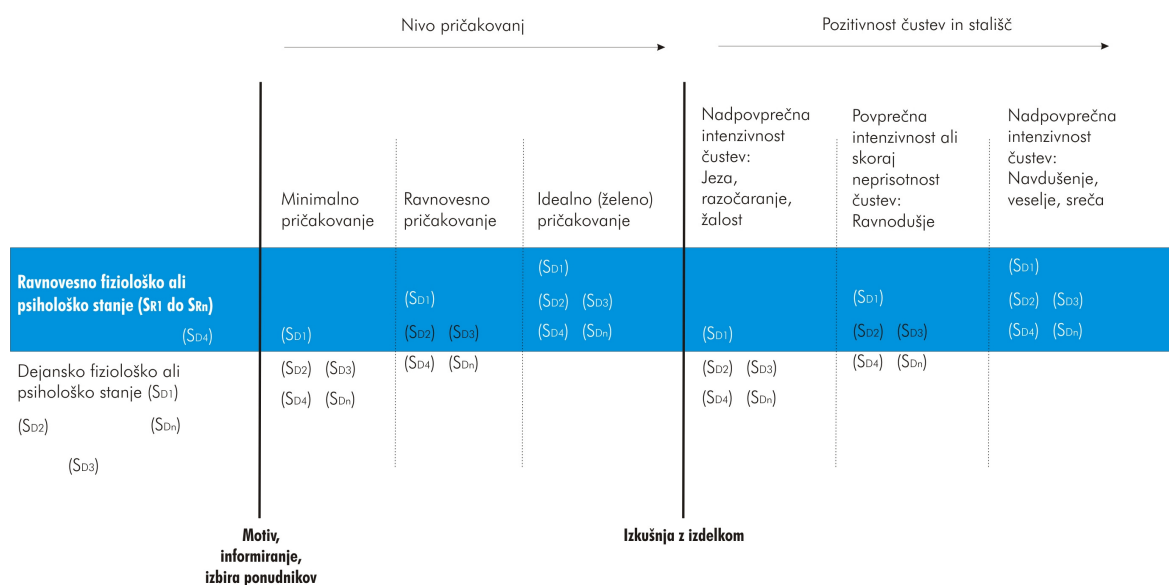 Nivo pričakovanj
Pozitivnost čustev in stališč
Minimalno
pričakovanje
Ravnovesno
pričakovanje
Idealno (želeno)
pričakovanje
Nadpovprečna
intenzivnost
čustev:
Jeza,
razočaranje,
žalost
Povprečna
intenzivnost ali
skoraj
neprisotnost
čustev:
Ravnodušje
Nadpovprečna
intenzivnost
čustev:
Navdušenje,
veselje, sreča
Ravnovesno fiziološko ali
psihološko stanje (SR1 do SRn)
(SD4)
Dejansko fiziološko ali
psihološko stanje (SD1)
(SD2) (SDn)
(SD3)
(SD1)
(SD2) (SD3)
(SD4) (SDn)
(SD1)
(SD2) (SD3)
(SD4) (SDn)
(SD1)
(SD2) (SD3)
(SD4) (SDn)
(SD1)
(SD2) (SD3)
(SD4) (SDn)
(SD1)
(SD2) (SD3)
(SD4) (SDn)
(SD1)
(SD2) (SD3)
(SD4) (SDn)
Motiv,
informiranje,
izbira ponudnikov
Izkušnja z izdelkom